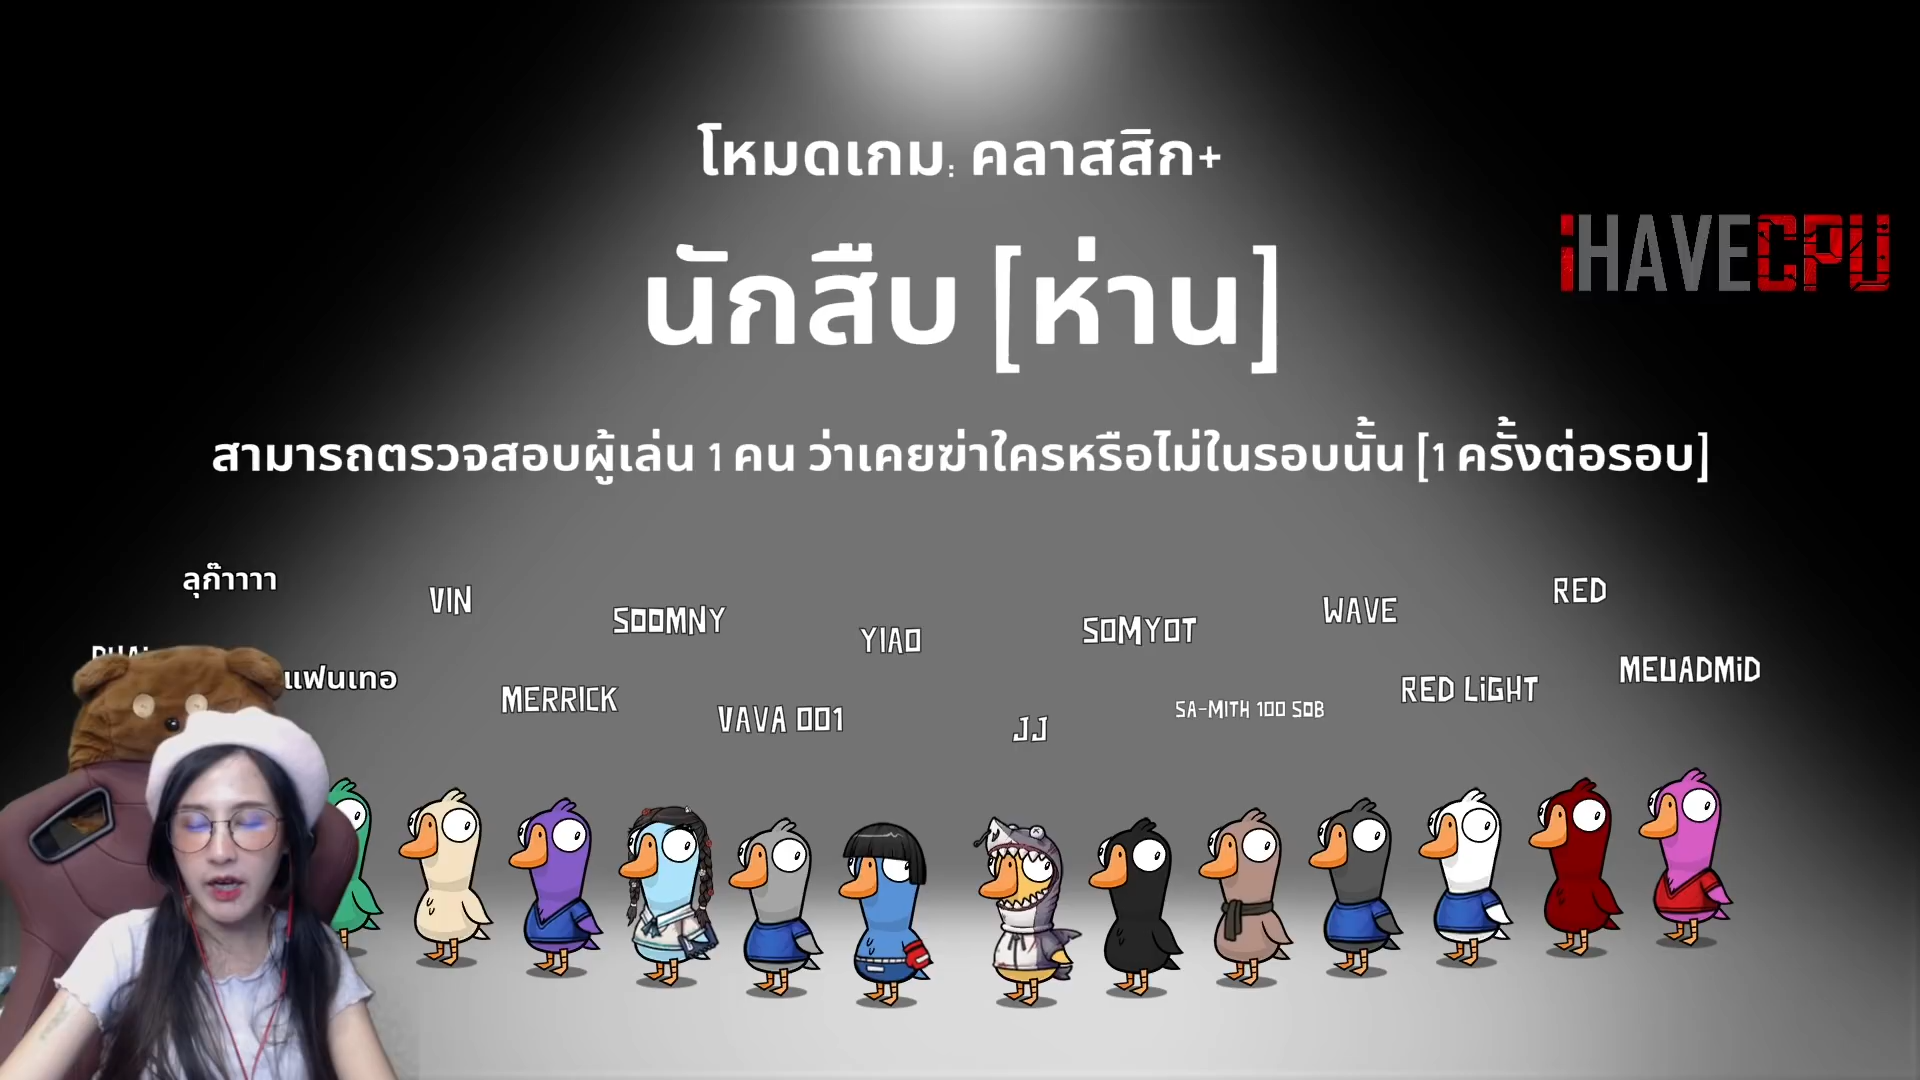 โหมดเกม: คลาสสิก+
iHAVECPU
นักสืบ [ห่าน]
สามารถตรวจสอบผู้เล่น 1 คน ว่าเคยฆ่าใครหรือไม่ในรอบนั้น [1 ครั้งต่อรอบ]
ลุก๊าาาา
VIN
SOOMNY
YIAO
SOMYOT
WAVE
RED
แฟนเทอ
MERRICK
VAVA 001
JJ
SA-MITH 100 SOB
RED LiGHT
MEUADMiD